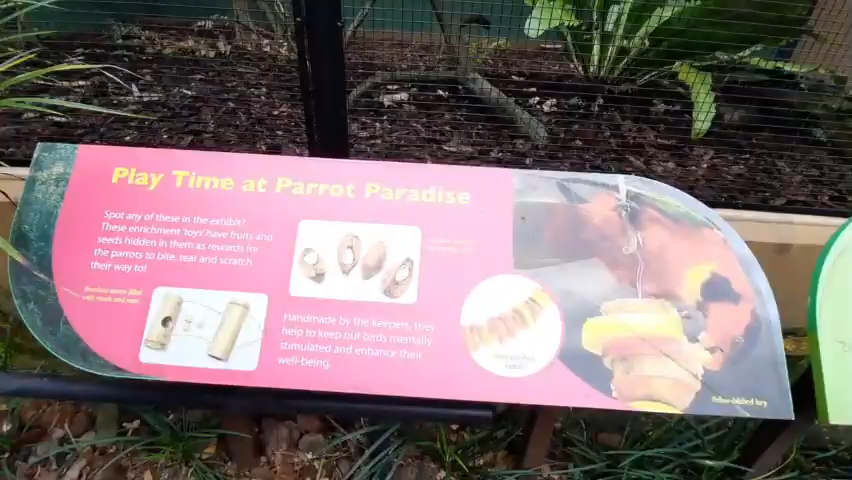 Play Time at Parrot Paradise
Spot any of these in the exhibit?
These enrichment 'toys' have fruits and
seeds hidden in them as rewards for
the parrots to bite, tear and scratch
their way to!
Handmade by the keepers, they
help to keep our birds mentally
stimulated and enhance their
well-being.